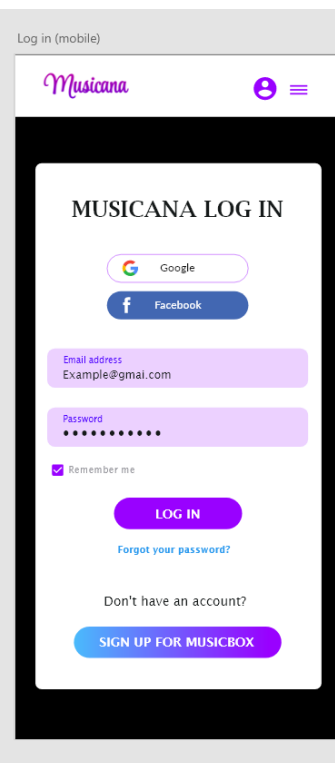 Log in (mobile)
Musicana
MUSICANA LOG IN
Google
f Facebook
Email address
Example@gmai.com
Password
Remember me
LOG IN
Forgot your password?
Don't have an account?
SIGN UP FOR MUSICBOX